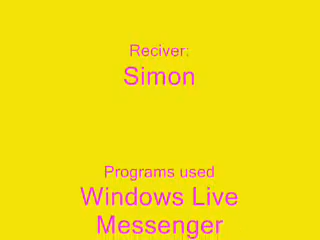 Reciver:
Simon
Programs used
Windows Live
Messenger